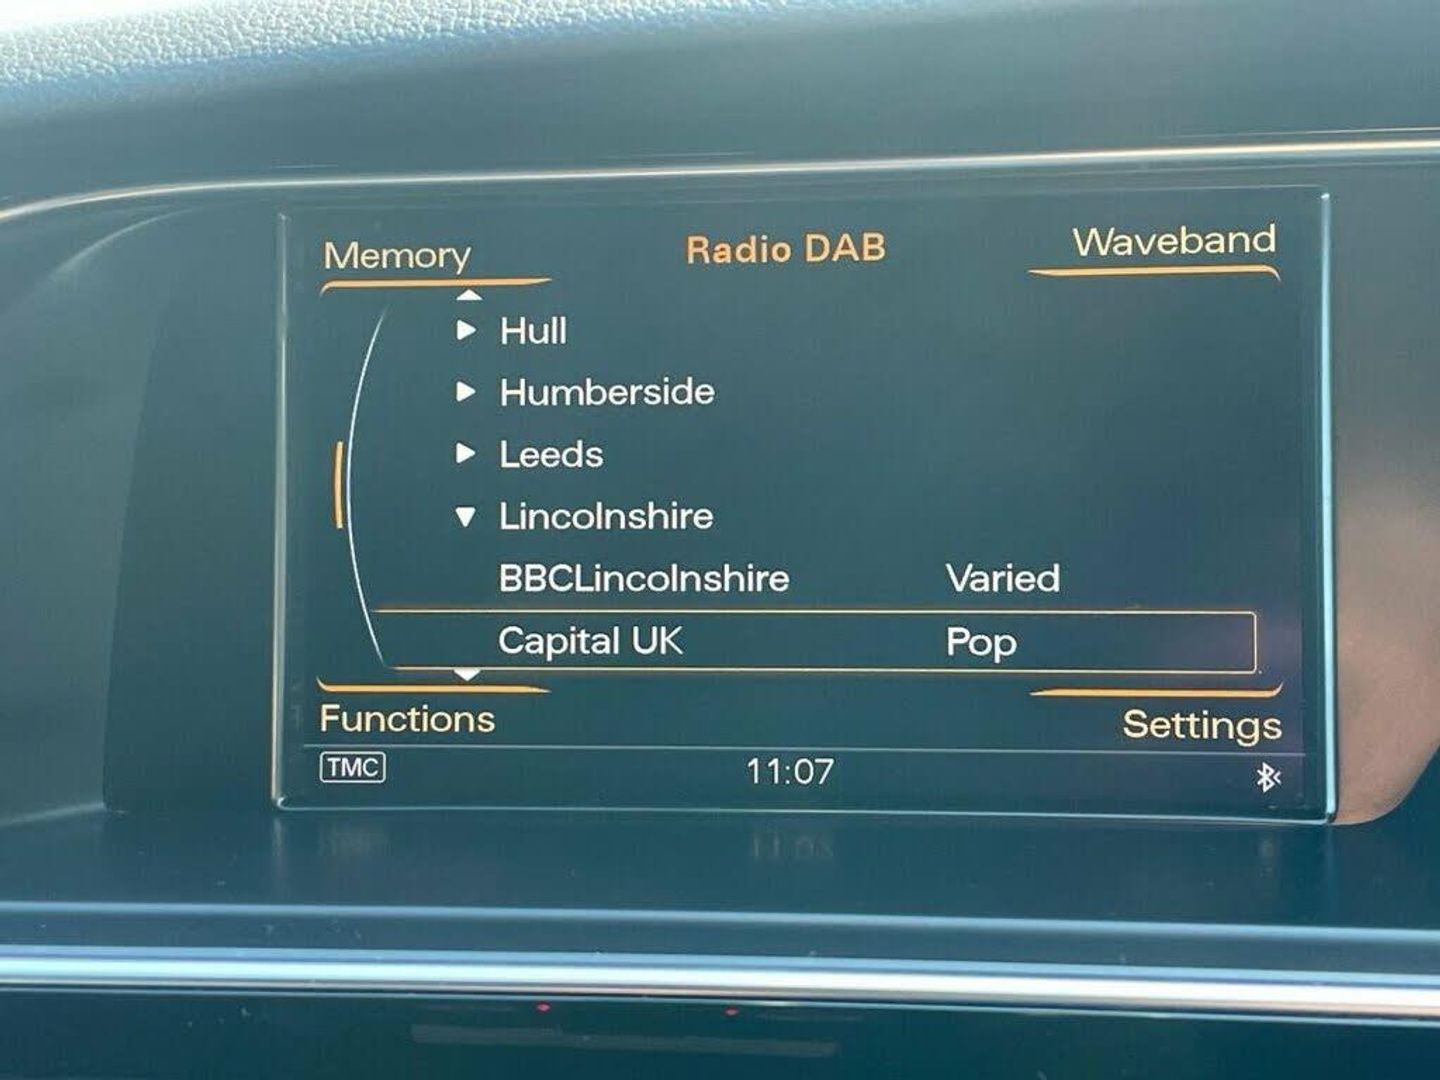 Memory Radio DAB Waveband
Hull
Humberside
Leeds
Lincolnshire
BBCLincolnshire Varied
Capital UK Pop
Functions Settings
TMC 11:07